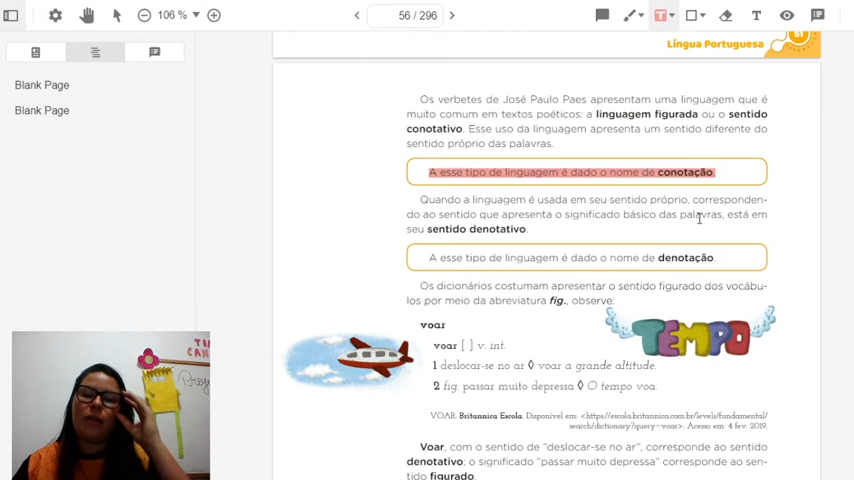 106 %
56 / 296
T
T
Blank Page
Blank Page
Língua Portuguesa
51
Os verbetes de José Paulo Paes apresentam uma linguagem que é
muito comum em textos poéticos: a linguagem figurada ou o sentido
conotativo. Esse uso da linguagem apresenta um sentido diferente do
sentido próprio das palavras.
A esse tipo de linguagem é dado o nome de conotação.
Quando a linguagem é usada em seu sentido próprio, corresponden-
do ao sentido que apresenta o significado básico das palavras, está em
seu sentido denotativo.
A esse tipo de linguagem é dado o nome de denotação.
Os dicionários costumam apresentar o sentido figurado dos vocábu-
los por meio da abreviatura fig., observe:
voar
voar [ ] v. int.
1 deslocar-se no ar ◊ voar a grande altitude.
2 fig. passar muito depressa ◊ O tempo voa.
TEMPO
VOAR. Britannica Escola. Disponível em: <https://escola.britannica.com.br/levels/fundamental/
search/dictionary?query=voar>. Acesso em: 4 fev. 2019.
Voar, com o sentido de “deslocar-se no ar”, corresponde ao sentido
denotativo; o significado “passar muito depressa” corresponde ao sen-
tido figurado.